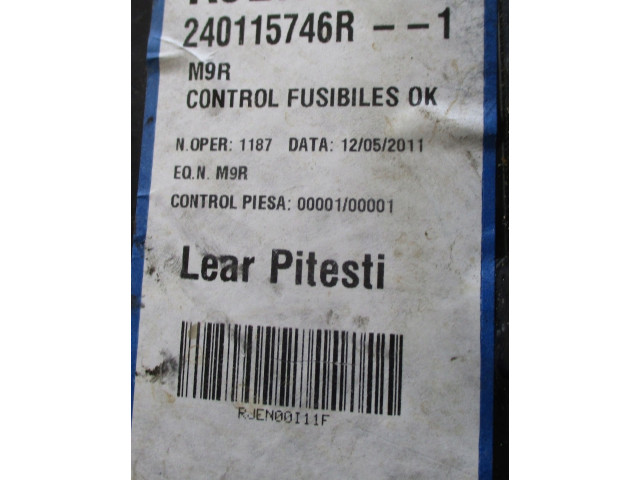 240115746R - - 1
M9R
CONTROL FUSIBILES OK
N.OPER: 1187 DATA: 12/05/2011
EQ.N. M9R
CONTROL PIESA: 00001/00001
Lear Pitesti
RJEN00I11F